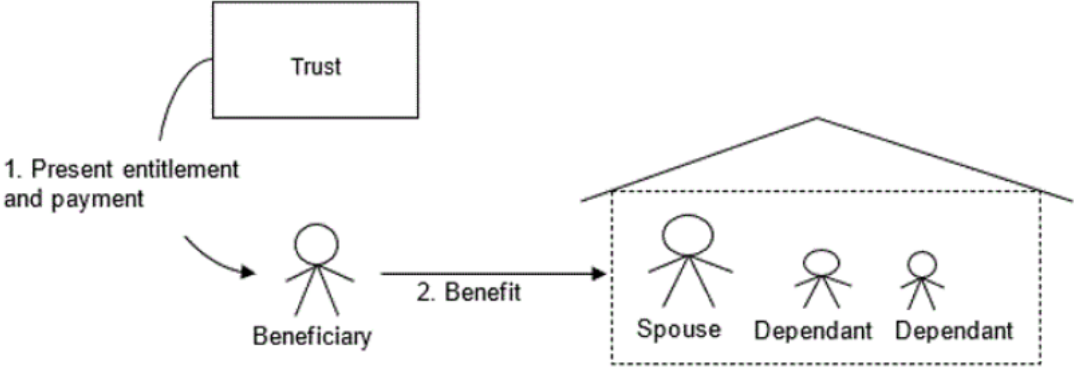 Trust
1. Present entitlement
and payment
2. Benefit
Beneficiary
Spouse
Dependant
Dependant